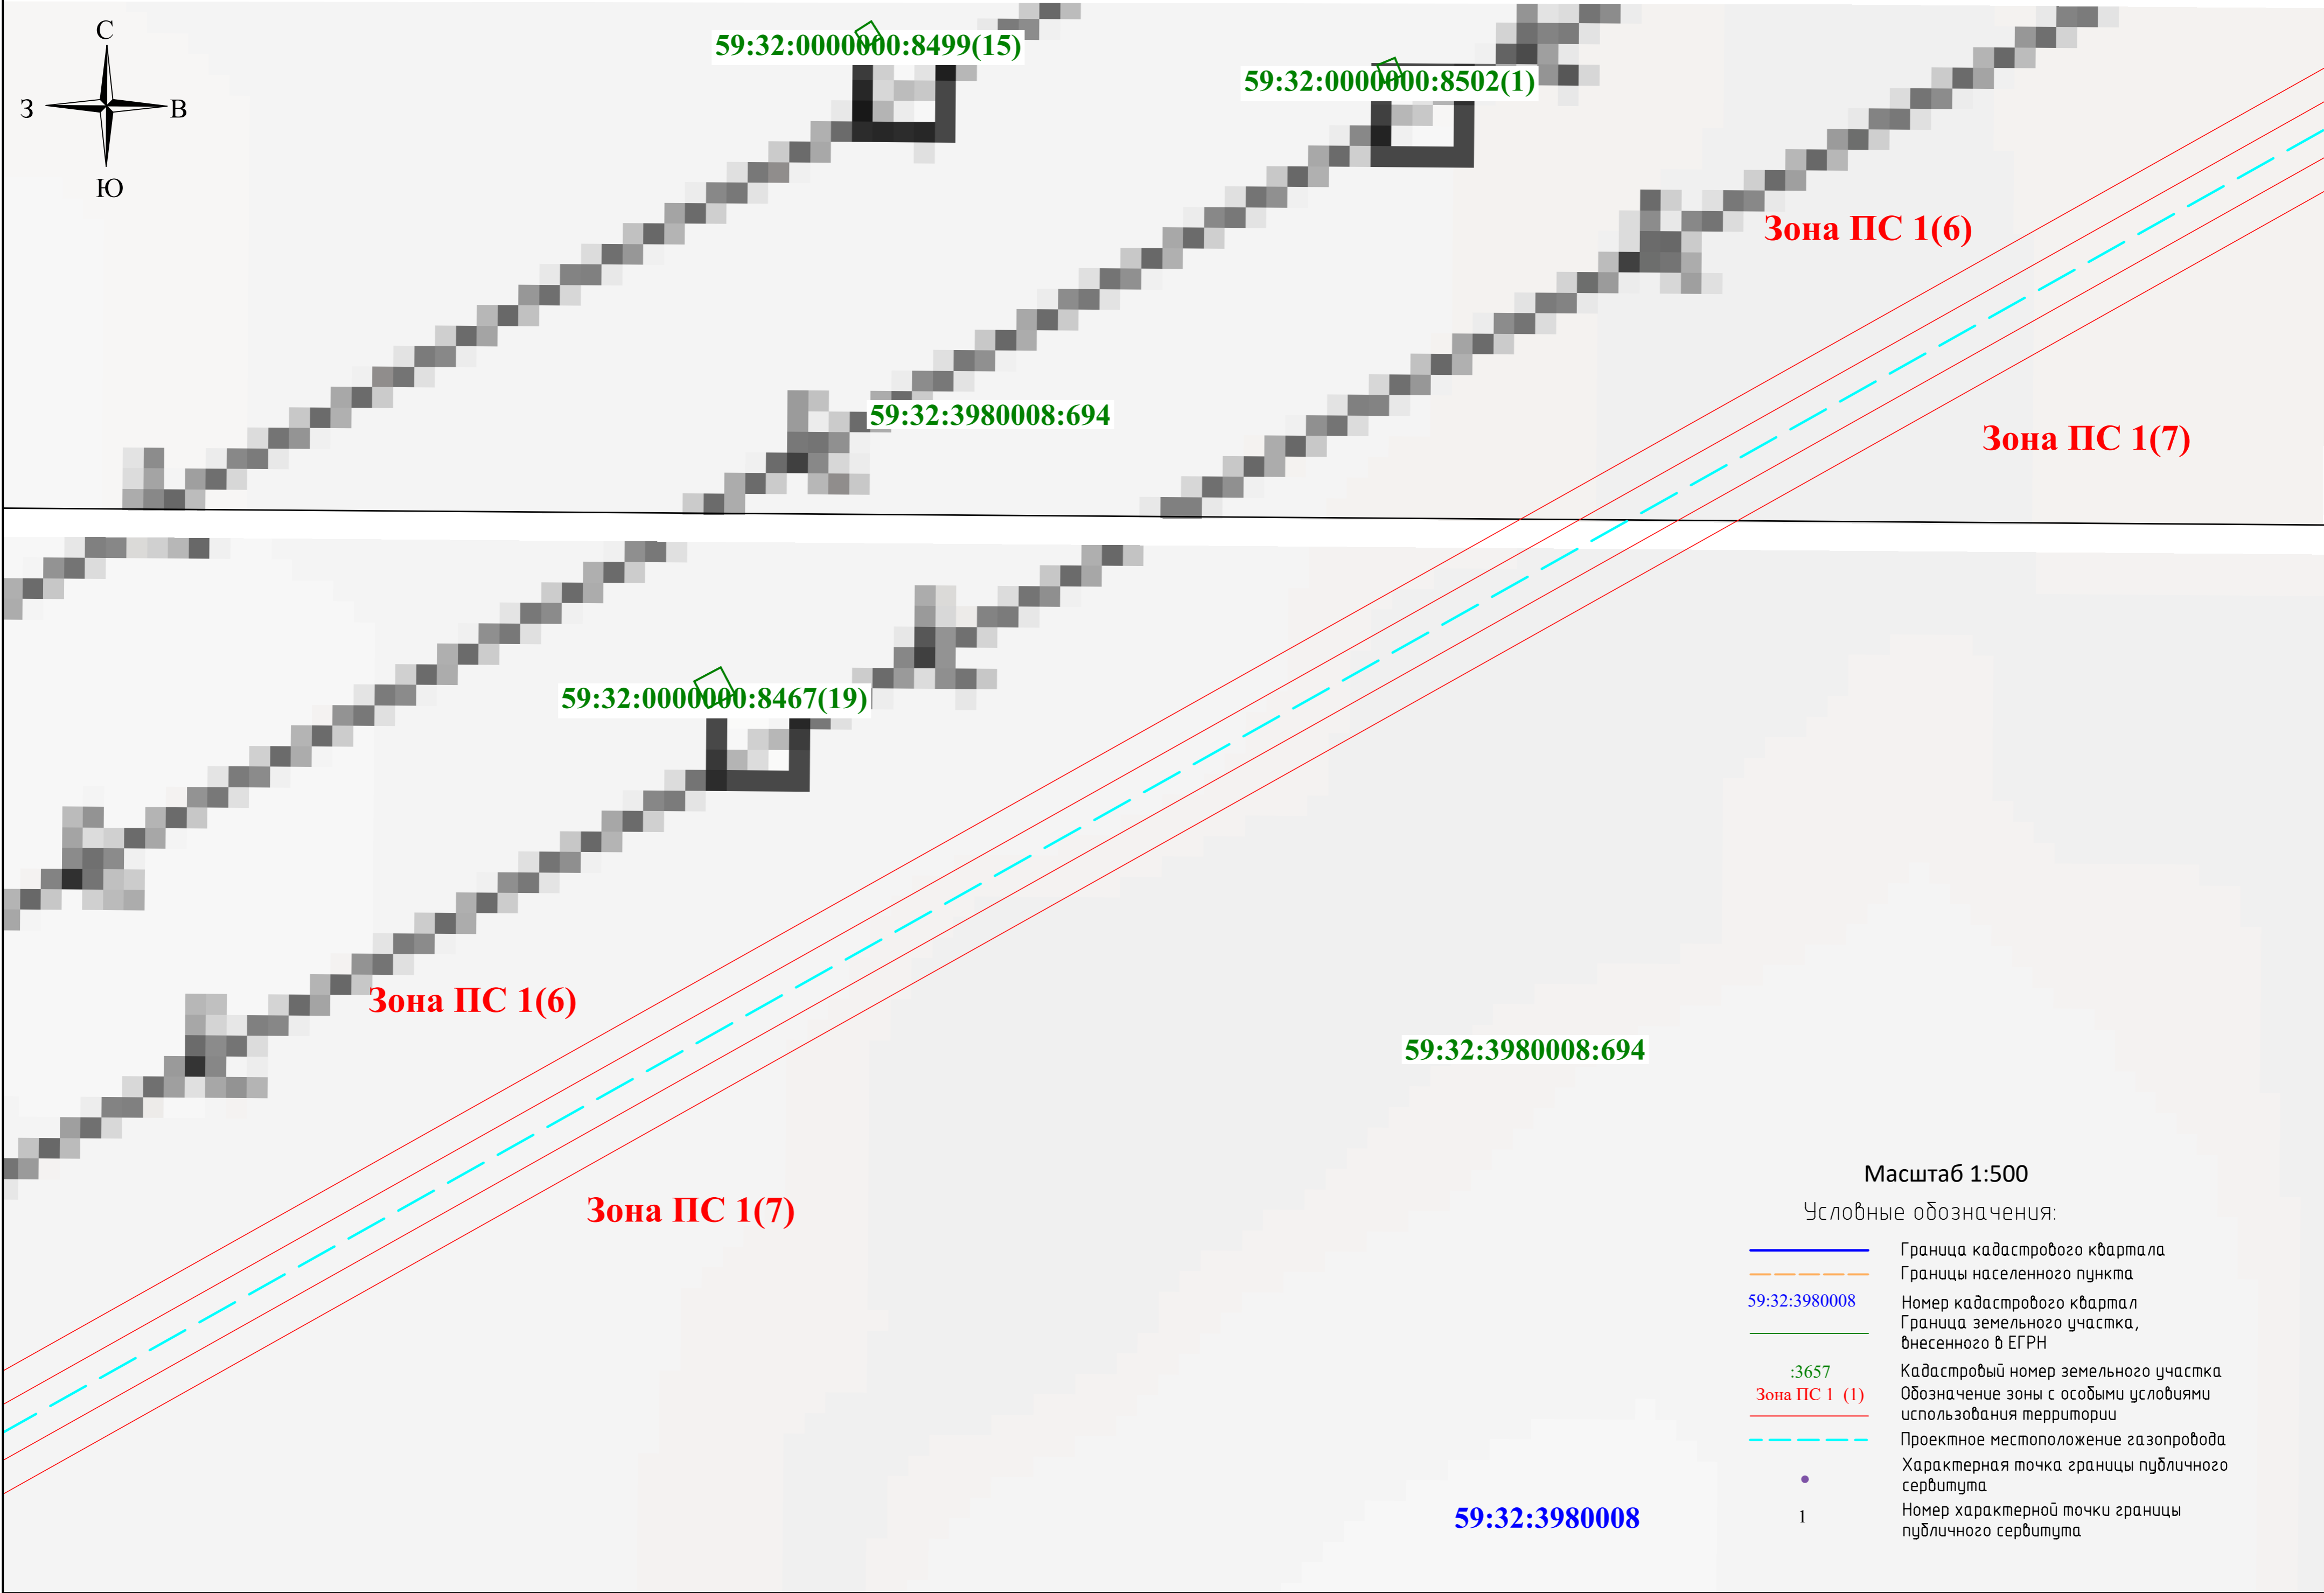 С
З
В
Ю
59:32:0000000:8499(15)
59:32:0000000:8502(1)
Зона ПС 1(6)
59:32:3980008:694
Зона ПС 1(7)
59:32:0000000:8467(19)
Зона ПС 1(6)
59:32:3980008:694
Зона ПС 1(7)
59:32:3980008
Масштаб 1:500
Условные обозначения:
Граница кадастрового квартала
Границы населенного пункта
59:32:3980008 Номер кадастрового квартал
Граница земельного участка,
внесенного в ЕГРН
:3657 Кадастровый номер земельного участка
Зона ПС 1 (1) Обозначение зоны с особыми условиями
использования территории
Проектное местоположение газопровода
Характерная точка границы публичного
сервитута
1 Номер характерной точки границы
публичного сервитута